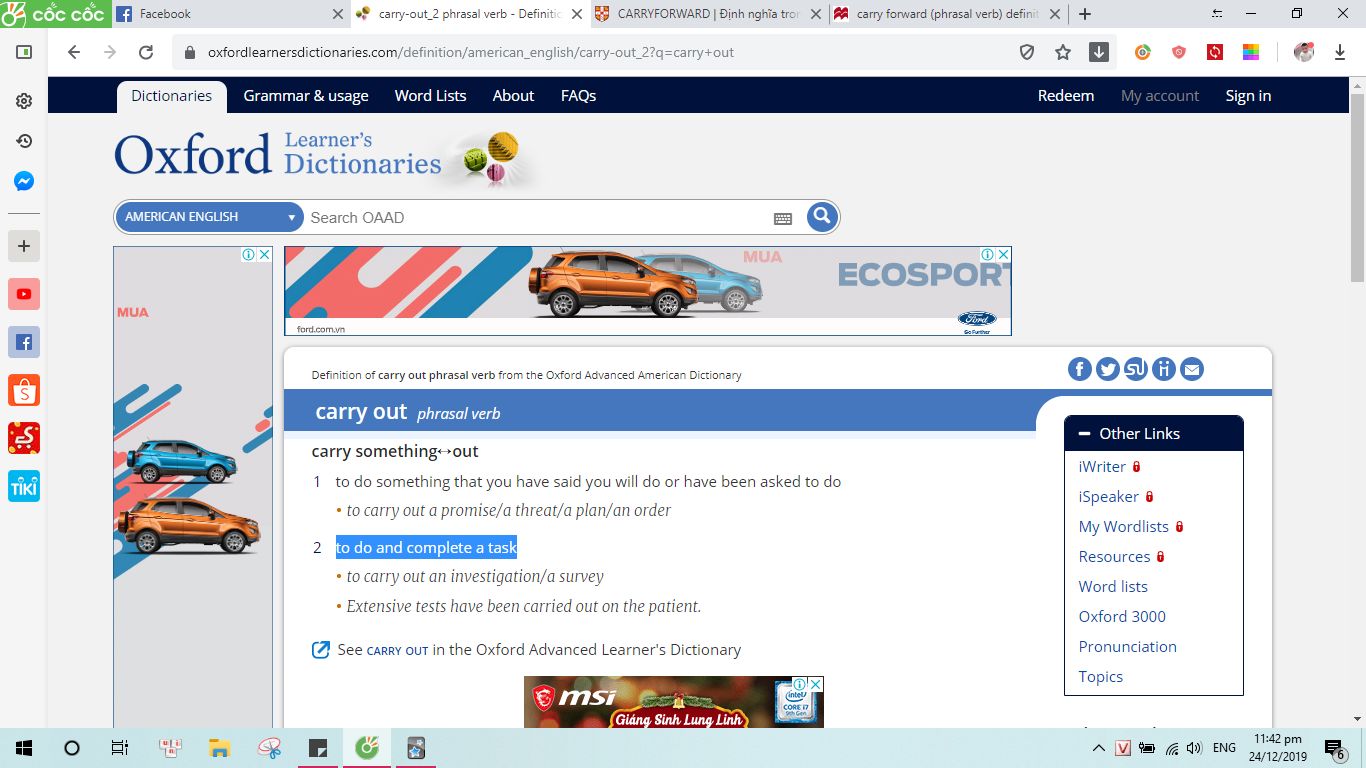 cốc cốc
Facebook
carry-out_2 phrasal verb - Definitio
CARRYFORWARD | Định nghĩa tron
carry forward (phrasal verb) definit
oxfordlearnersdictionaries.com/definition/american_english/carry-out_2?q=carry+out
Dictionaries Grammar & usage Word Lists About FAQs Redeem My account Sign in
Oxford Learner's Dictionaries
AMERICAN ENGLISH Search OAAD
MUA
MUA ECOSPORT
ford.com.vn
Ford
Go Further
Definition of carry out phrasal verb from the Oxford Advanced American Dictionary
carry out phrasal verb
carry something↔out
1 to do something that you have said you will do or have been asked to do
• to carry out a promise/a threat/a plan/an order
2 to do and complete a task
• to carry out an investigation/a survey
• Extensive tests have been carried out on the patient.
See CARRY OUT in the Oxford Advanced Learner's Dictionary
Other Links
iWriter
iSpeaker
My Wordlists
Resources
Word lists
Oxford 3000
Pronunciation
Topics
msi
Giáng Sinh Lung Linh
intel
CORE i7
9th Gen
TIKI
ENG
11:42 pm
24/12/2019
6